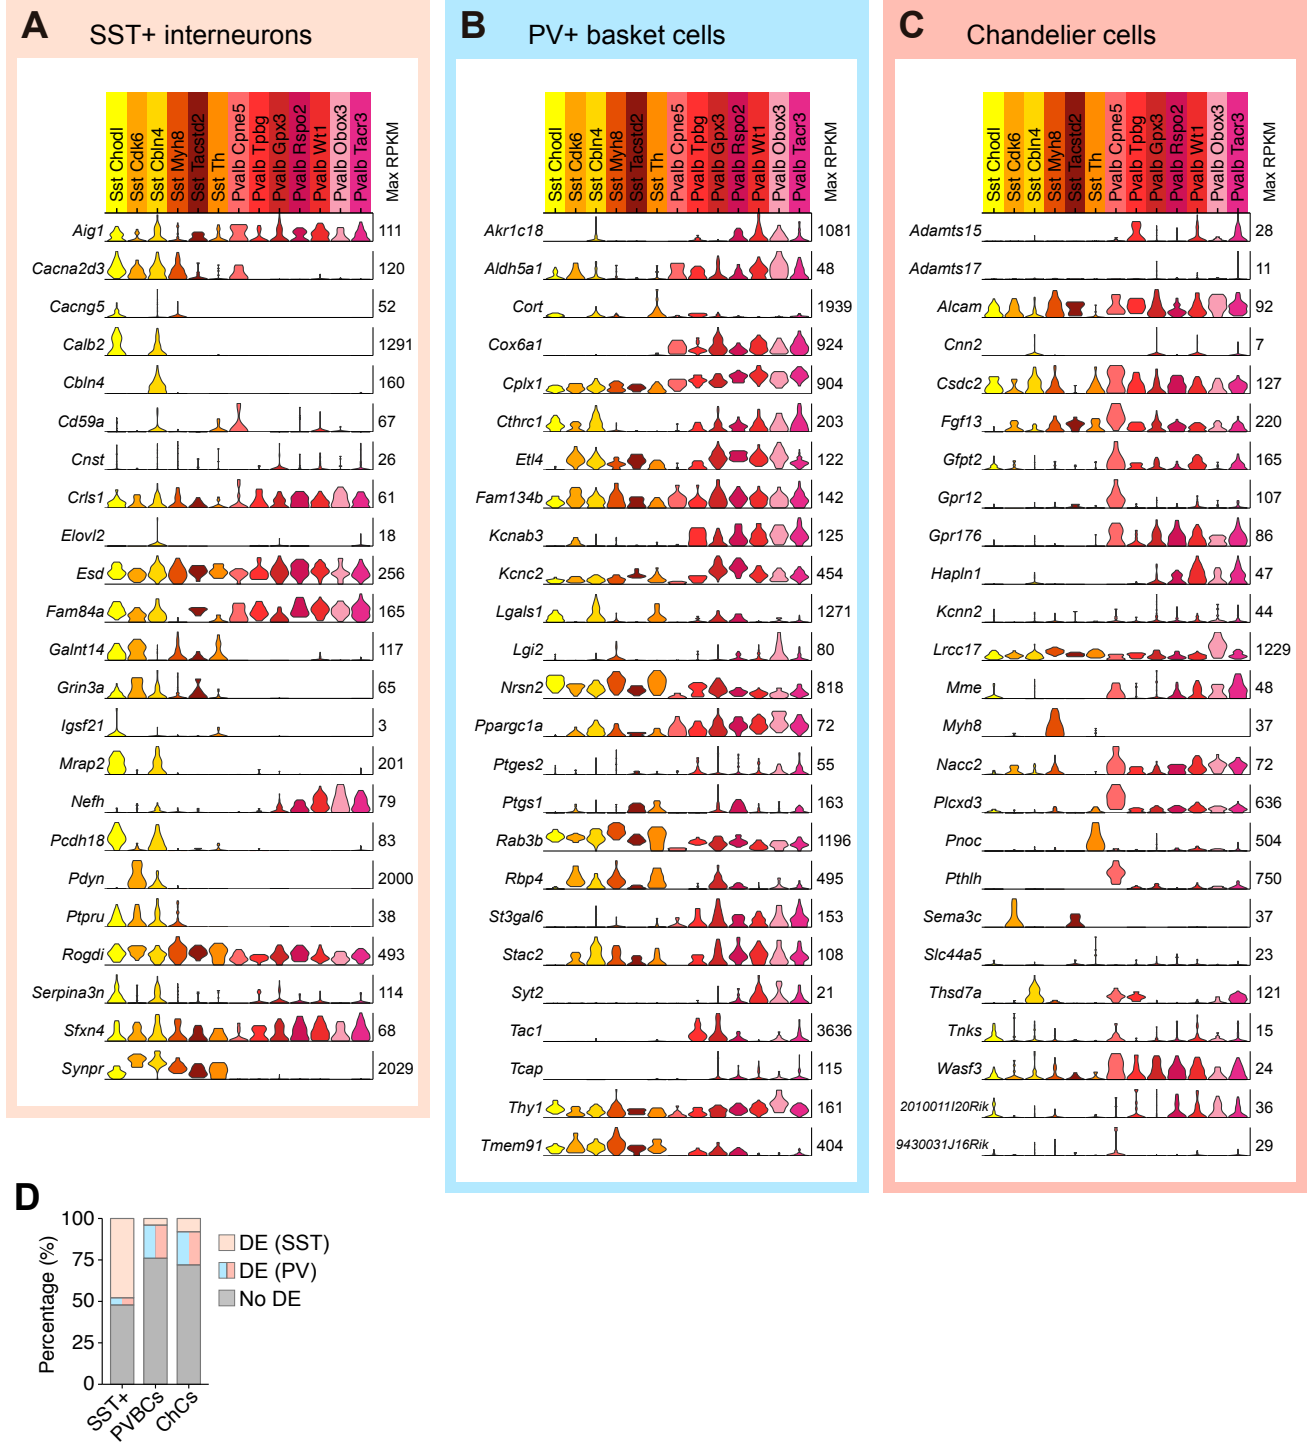 A SST+ interneurons
Sst Chodl
Sst Cdk6
Sst Cbln4
Sst Myh8
Sst Tacstd2
Sst Th
Pvalb Cpne5
Pvalb Tpbg
Pvalb Gpx3
Pvalb Rspo2
Pvalb Wt1
Pvalb Obox3
Pvalb Tacr3
Max RPKM
Aig1 111
Cacna2d3 120
Cacng5 52
Calb2 1291
Cbln4 160
Cd59a 67
Cnst 26
Crls1 61
Elovl2 18
Esd 256
Fam84a 165
Galnt14 117
Grin3a 65
Igsf21 3
Mrap2 201
Nefh 79
Pcdh18 83
Pdyn 2000
Ptpru 38
Rogdi 493
Serpina3n 114
Sfxn4 68
Synpr 2029
B PV+ basket cells
Sst Chodl
Sst Cdk6
Sst Cbln4
Sst Myh8
Sst Tacstd2
Sst Th
Pvalb Cpne5
Pvalb Tpbg
Pvalb Gpx3
Pvalb Rspo2
Pvalb Wt1
Pvalb Obox3
Pvalb Tacr3
Max RPKM
Akr1c18 1081
Aldh5a1 48
Cort 1939
Cox6a1 924
Cplx1 904
Cthrc1 203
Etl4 122
Fam134b 142
Kcnab3 125
Kcnc2 454
Lgals1 1271
Lgi2 80
Nrsn2 818
Ppargc1a 72
Ptges2 55
Ptgs1 163
Rab3b 1196
Rbp4 495
St3gal6 153
Stac2 108
Syt2 21
Tac1 3636
Tcap 115
Thy1 161
Tmem91 404
C Chandelier cells
Sst Chodl
Sst Cdk6
Sst Cbln4
Sst Myh8
Sst Tacstd2
Sst Th
Pvalb Cpne5
Pvalb Tpbg
Pvalb Gpx3
Pvalb Rspo2
Pvalb Wt1
Pvalb Obox3
Pvalb Tacr3
Max RPKM
Adamts15 28
Adamts17 11
Alcam 92
Cnn2 7
Csdc2 127
Fgf13 220
Gfpt2 165
Gpr12 107
Gpr176 86
Hapln1 47
Kcnn2 44
Lrcc17 1229
Mme 48
Myh8 37
Nacc2 72
Plcxd3 636
Pnoc 504
Pthlh 750
Sema3c 37
Slc44a5 23
Thsd7a 121
Tnks 15
Wasf3 24
2010011I20Rik 36
9430031J16Rik 29
D
Percentage (%)
100
75
50
25
0
SST+
PVBCs
ChCs
DE (SST)
DE (PV)
No DE